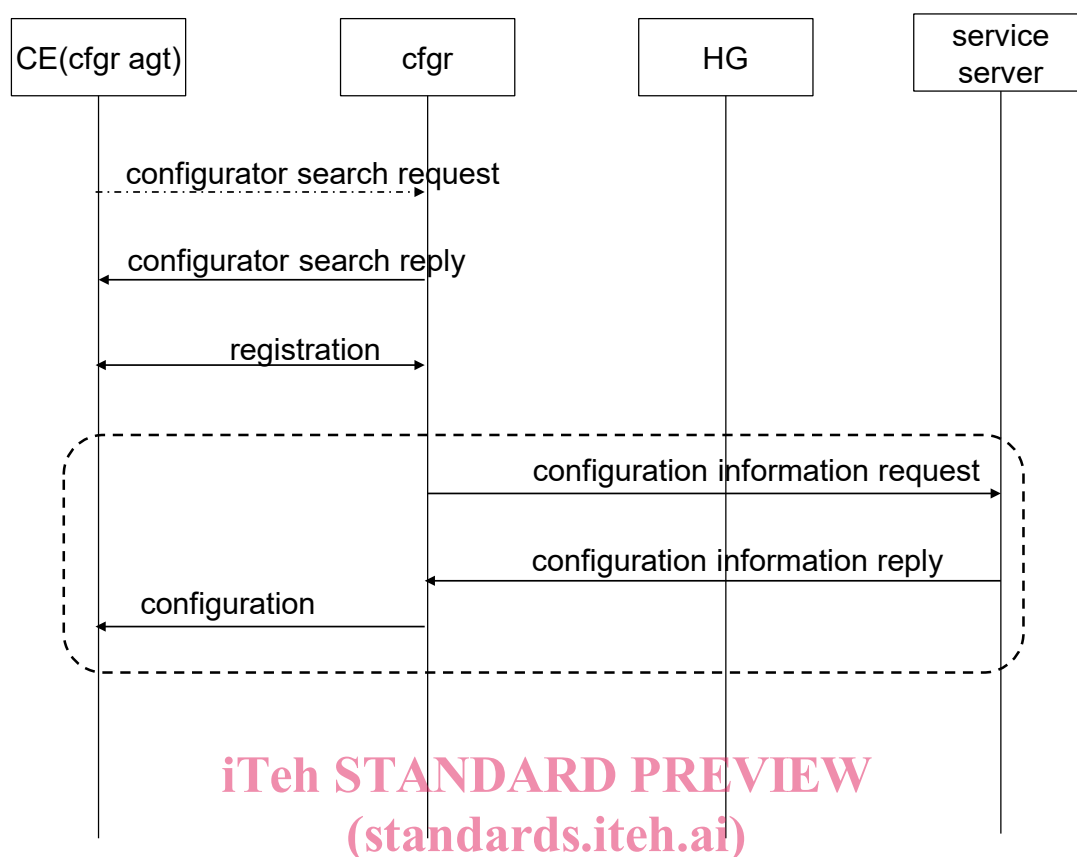 CE(cfgr agt)
cfgr
HG
service
server
configurator search request
configurator search reply
registration
configuration information request
configuration information reply
configuration
iTeh STANDARD PREVIEW
(standards.iteh.ai)